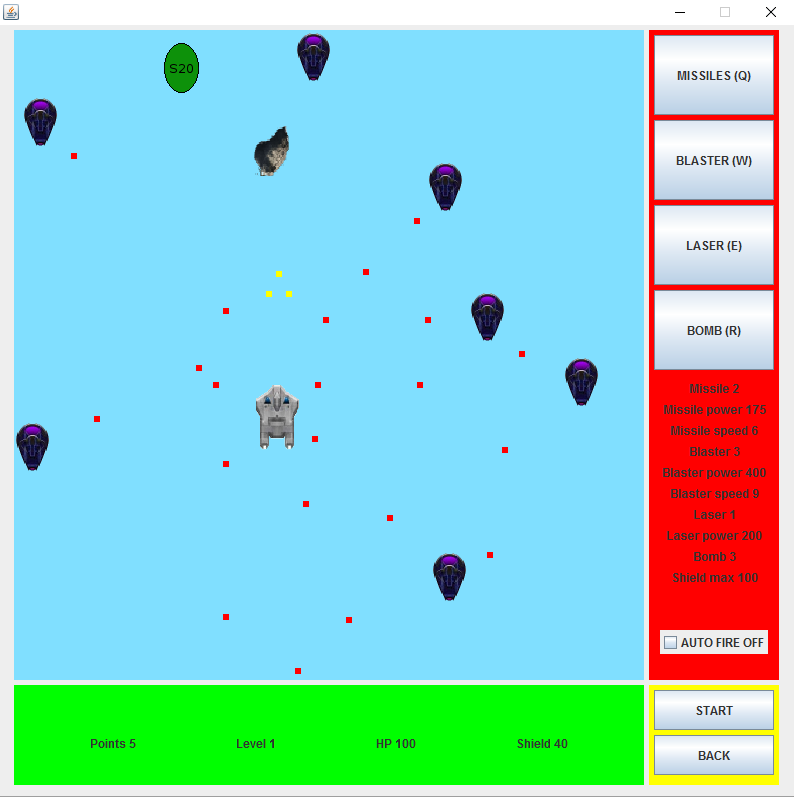 S20
MISSILES (Q)
BLASTER (W)
LASER (E)
BOMB (R)
Missile 2
Missile power 175
Missile speed 6
Blaster 3
Blaster power 400
Blaster speed 9
Laser 1
Laser power 200
Bomb 3
Shield max 100
AUTO FIRE OFF
START
BACK
Points 5
Level 1
HP 100
Shield 40